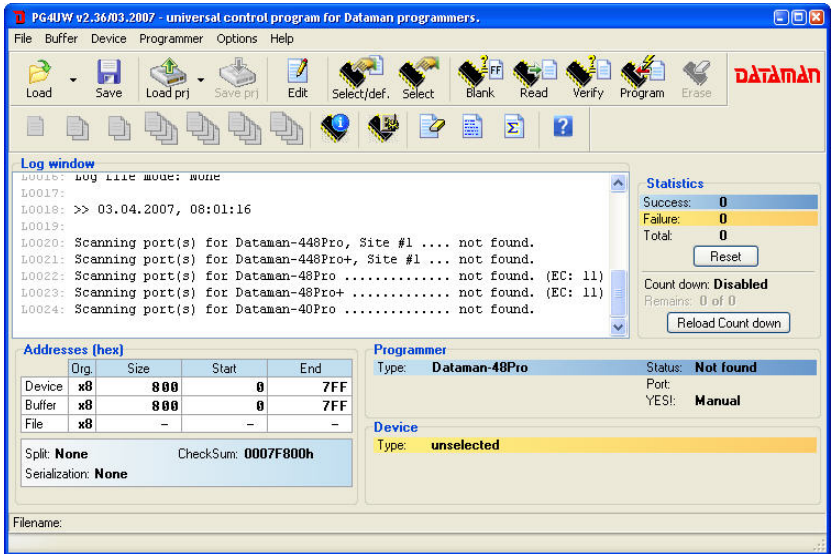 PG4UW v2.36/03.2007 - universal control program for Dataman programmers.
File Buffer Device Programmer Options Help
Load Save Load prj Save prj Edit Select/def. Select Blank Read Verify Program Erase DATAMAN
Log window
L0016: Log file mode: None
L0017:
L0018: >> 03.04.2007, 08:01:16
L0019:
L0020: Scanning port(s) for Dataman-448Pro, Site #1 .... not found.
L0021: Scanning port(s) for Dataman-448Pro+, Site #1 ... not found.
L0022: Scanning port(s) for Dataman-48Pro ............. not found. (EC: 11)
L0023: Scanning port(s) for Dataman-48Pro+ ............ not found. (EC: 11)
L0024: Scanning port(s) for Dataman-40Pro ............. not found.
Statistics
Success: 0
Failure: 0
Total: 0
Reset
Count down: Disabled
Remains: 0 of 0
Reload Count down
Addresses (hex)
Org. Size Start End
Device x8 800 0 7FF
Buffer x8 800 0 7FF
File x8 – – –
Split: None CheckSum: 0007F800h
Serialization: None
Programmer
Type: Dataman-48Pro Status: Not found
Port:
YES!: Manual
Device
Type: unselected
Filename: